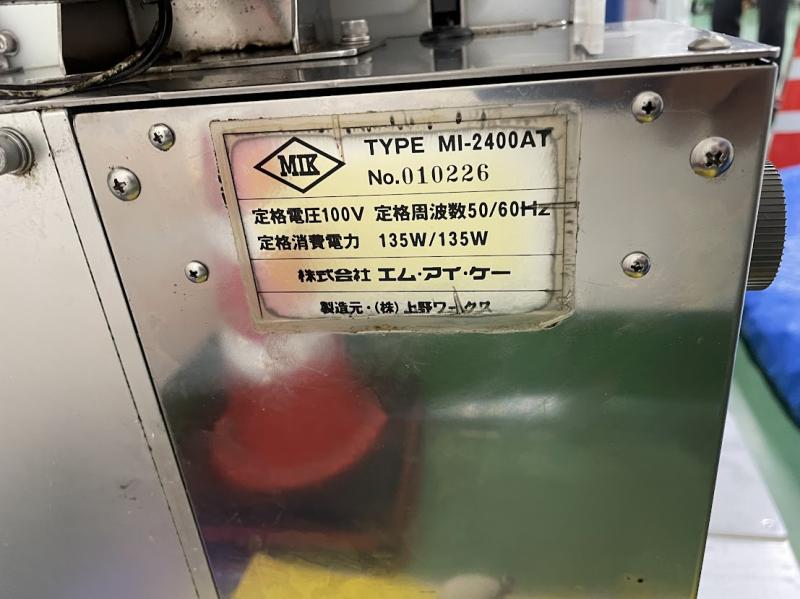 MIK
TYPE MI-2400AT
No.010226
定格電圧100V 定格周波数50/60Hz
定格消費電力 135W/135W
株式会社 エム・アイ・ケー
製造元・(株)上野ワークス